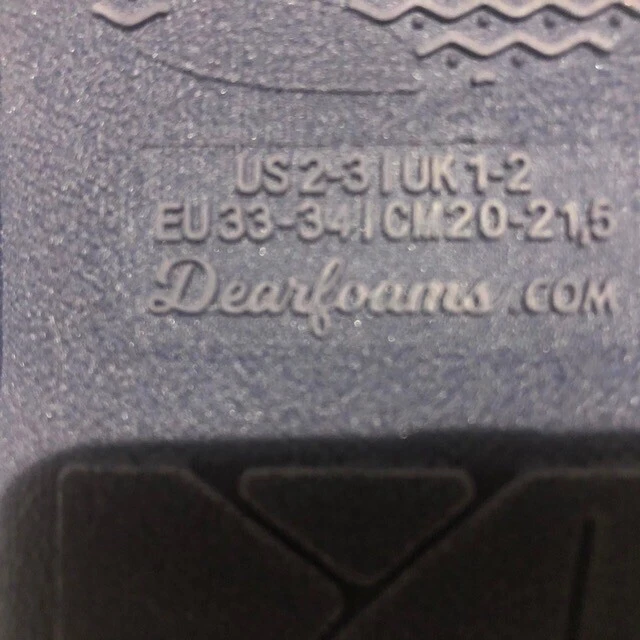 US 2-3 | UK 1-2
EU 33-34 | CM 20-21,5
Dearfoams.COM